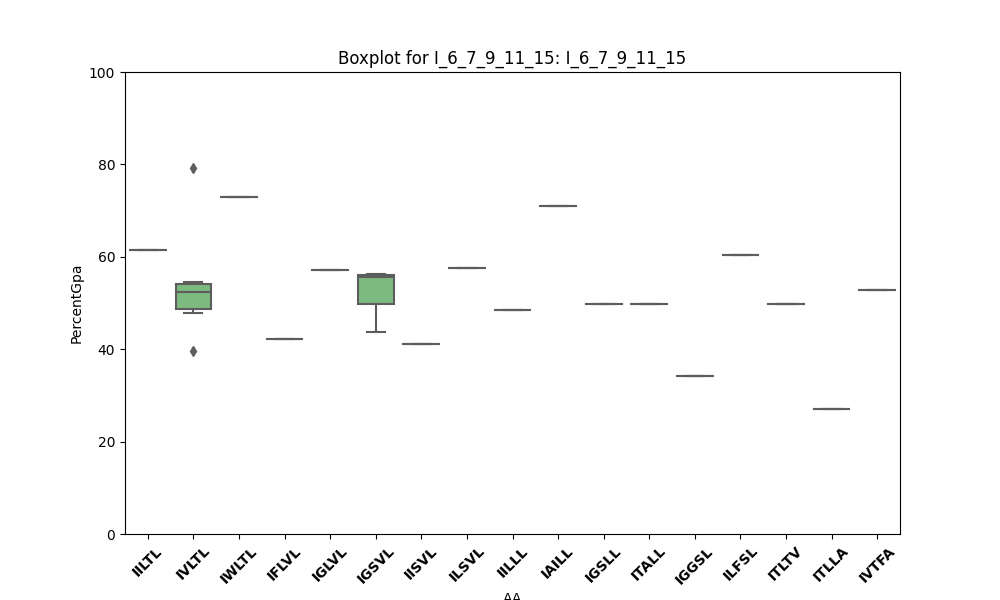 Boxplot for I_6_7_9_11_15: I_6_7_9_11_15
100
80
60
40
20
0
PercentGpa
IILTL
IVLTL
IWLTL
IFLVL
IGLVL
IGSVL
IISVL
ILSVL
IILLL
IAILL
IGSLL
ITALL
IGGSL
ILFSL
ITLTV
ITLLA
IVTFA
AA